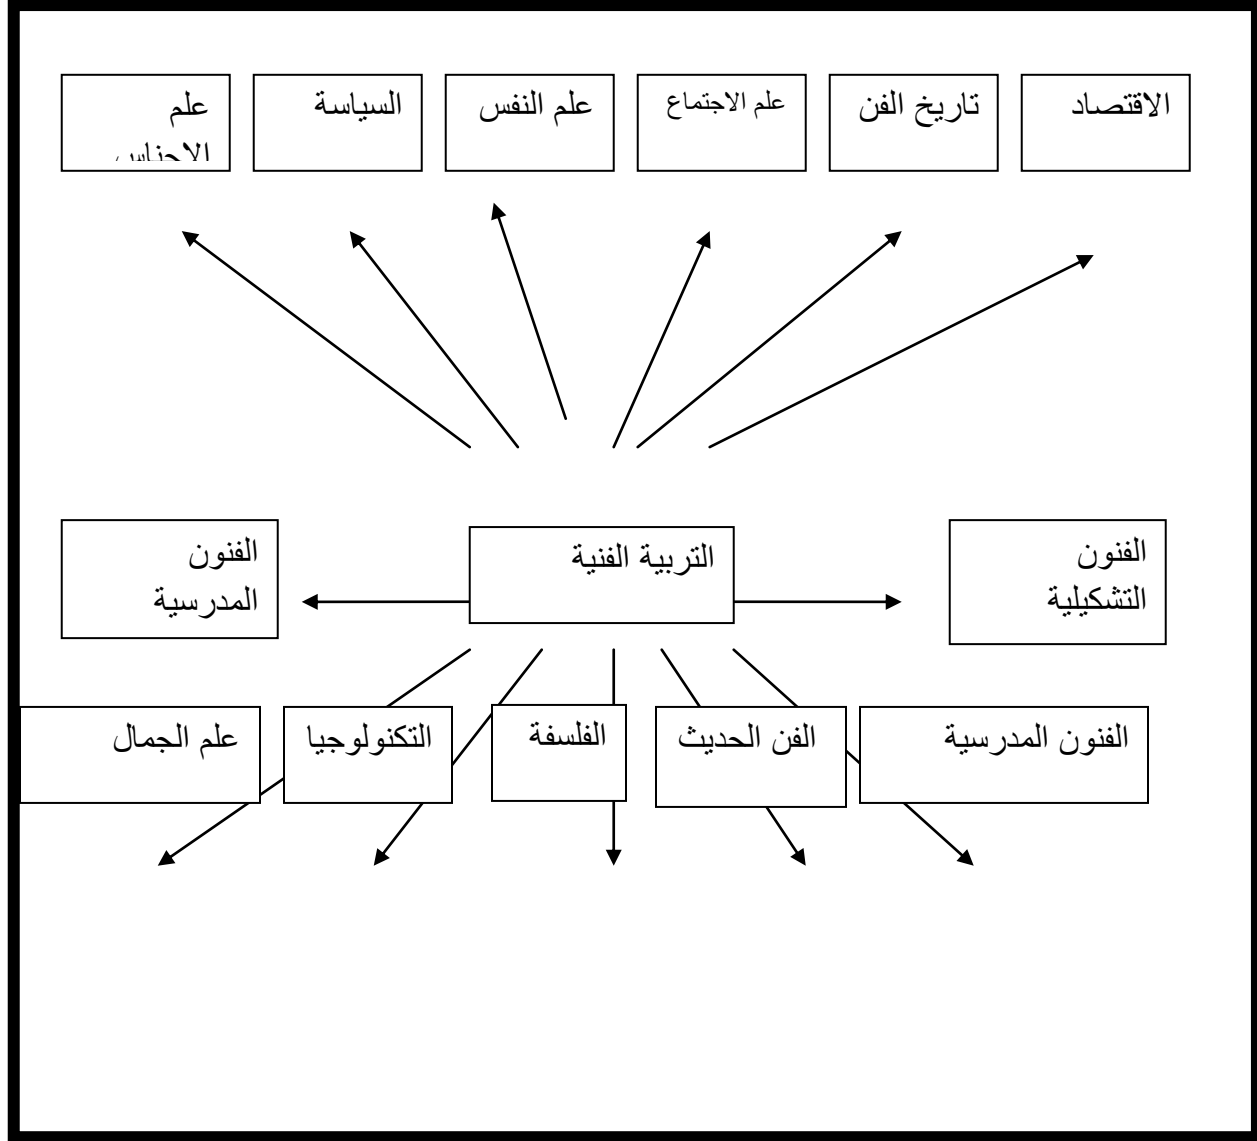 الاقتصاد
تاريخ الفن
علم الاجتماع
علم النفس
السياسة
علم
الاجناس
الفنون
التشكيلية
التربية الفنية
الفنون
المدرسية
الفنون المدرسية
الفن الحديث
الفلسفة
التكنولوجيا
علم الجمال